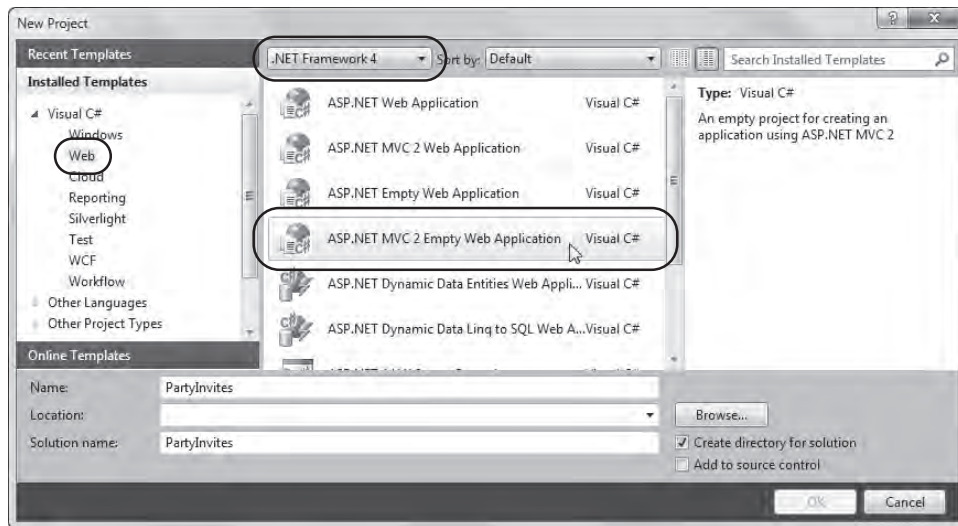 New Project
Recent Templates
.NET Framework 4
Sort by: Default
Search Installed Templates
Installed Templates
Visual C#
Windows
Web
Cloud
Reporting
Silverlight
Test
WCF
Workflow
Other Languages
Other Project Types
Online Templates
ASP.NET Web Application Visual C#
ASP.NET MVC 2 Web Application Visual C#
ASP.NET Empty Web Application Visual C#
ASP.NET MVC 2 Empty Web Application Visual C#
ASP.NET Dynamic Data Entities Web Appli... Visual C#
ASP.NET Dynamic Data Linq to SQL Web A... Visual C#
Type: Visual C#
An empty project for creating an
application using ASP.NET MVC 2
Name: PartyInvites
Location:
Browse...
Solution name: PartyInvites
Create directory for solution
Add to source control
OK
Cancel